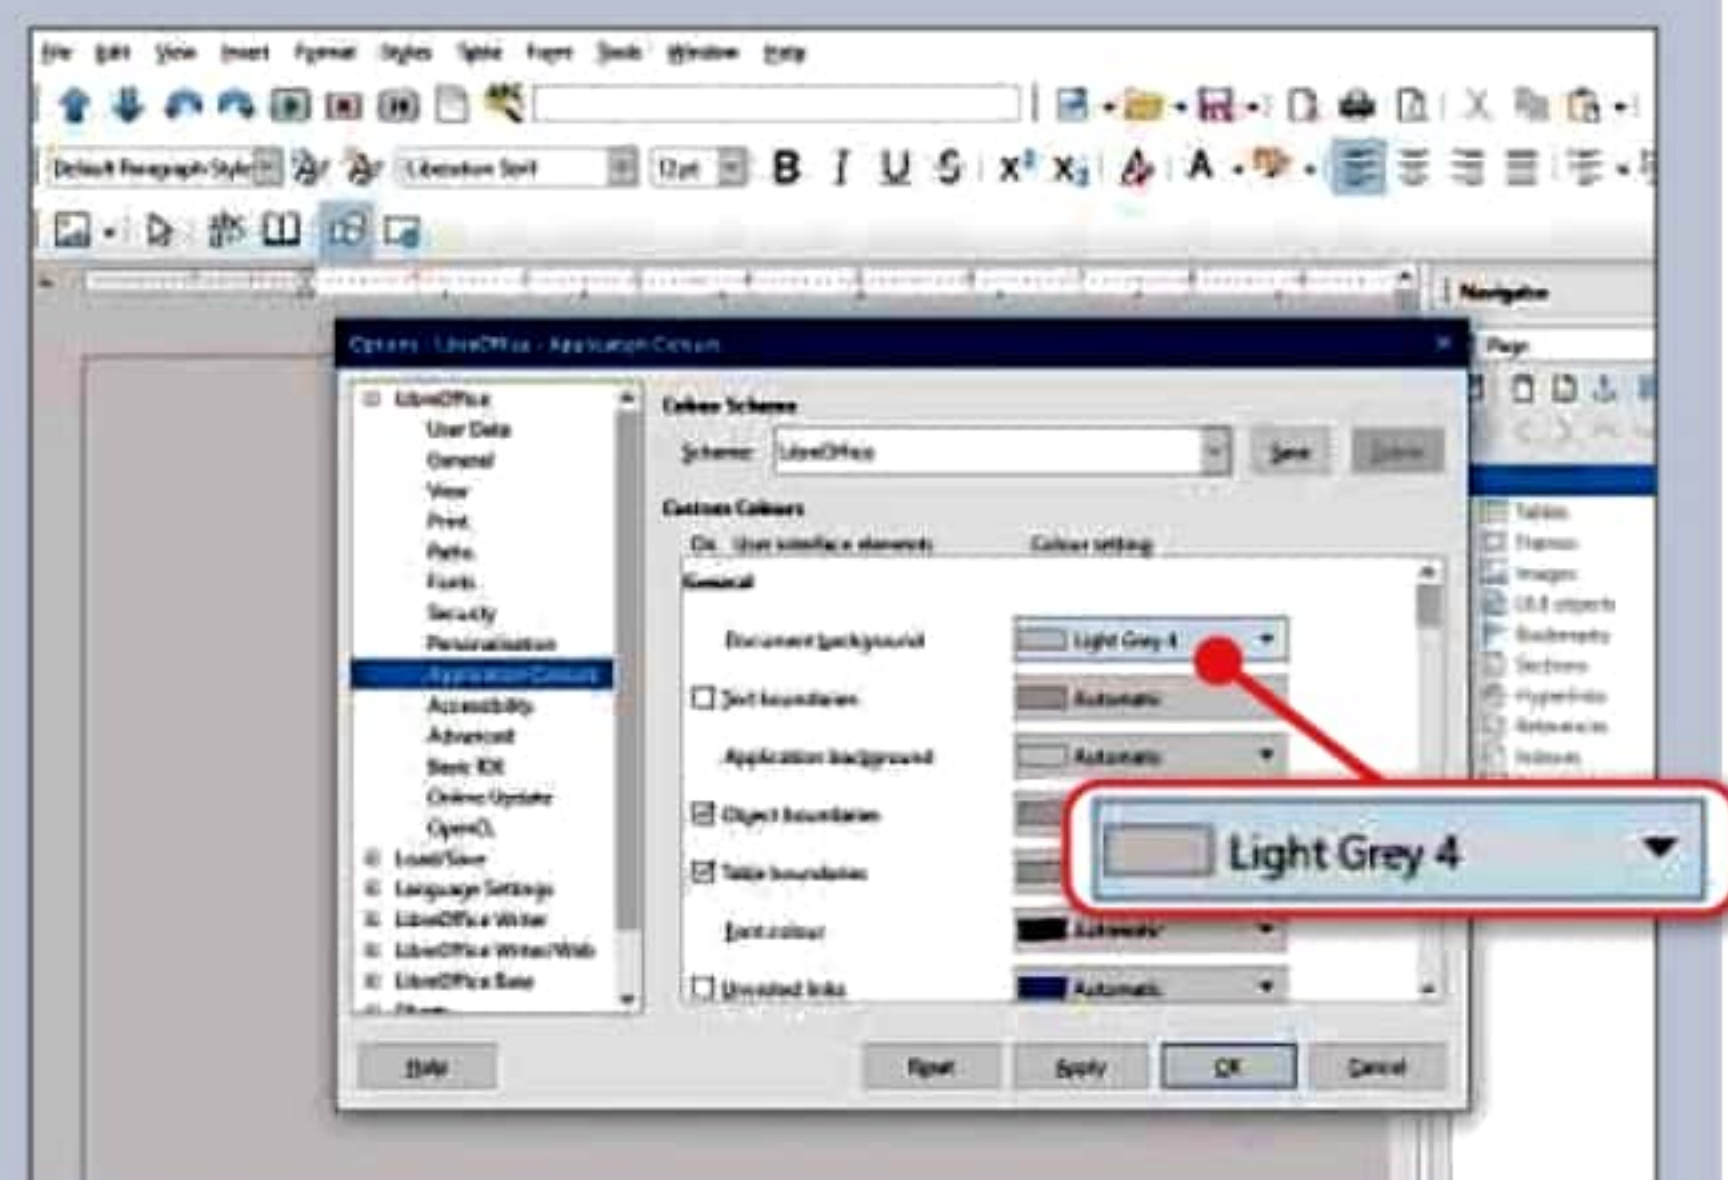 File Edit View Insert Format Styles Table Form Tools Window Help
Default Paragraph Style Liberation Serif 12 pt
Navigator
Options - LibreOffice - Application Colours
Page
LibreOffice
User Data
General
View
Print
Paths
Fonts
Security
Personalisation
Application Colours
Accessibility
Advanced
Basic IDE
Online Update
OpenCL
Load/Save
Language Settings
LibreOffice Writer
LibreOffice Writer/Web
LibreOffice Base
Charts
Colour Scheme
Scheme: LibreOffice Save Delete
Custom Colours
On User interface elements Colour setting
General
Document background Light Grey 4
Text boundaries Automatic
Application background Automatic
Object boundaries
Table boundaries
Font colour Automatic
Unvisited links Automatic
Light Grey 4
Help Reset Apply OK Cancel
Tables
Frames
Images
OLE objects
Bookmarks
Sections
Hyperlinks
References
Indexes